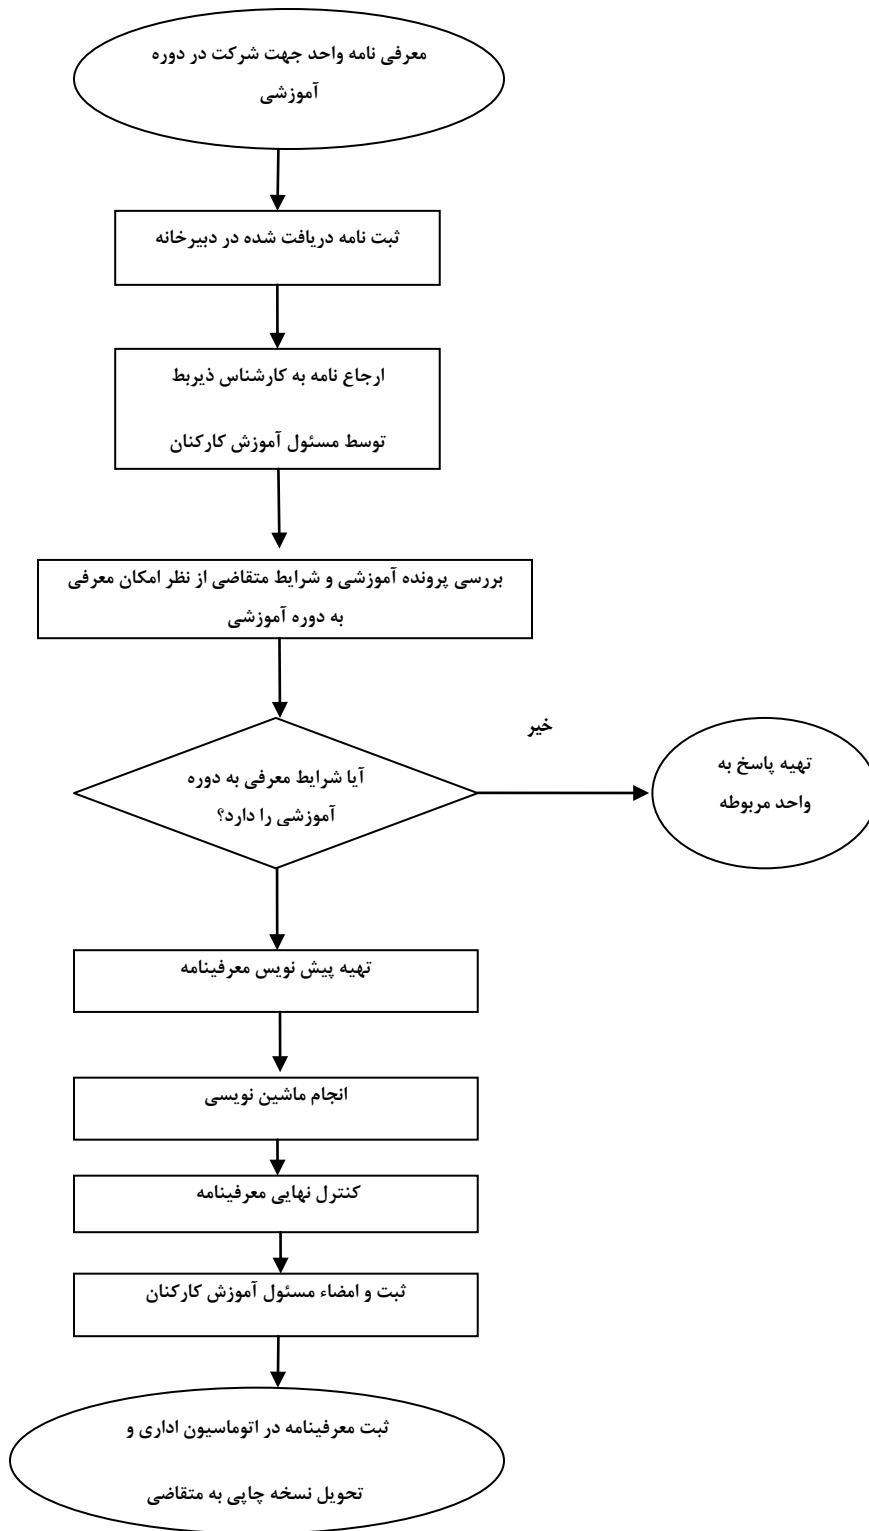 معرفی نامه واحد جهت شرکت در دوره
آموزشی
ثبت نامه دریافت شده در دبیرخانه
ارجاع نامه به کارشناس ذیربط
توسط مسئول آموزش کارکنان
بررسی پرونده آموزشی و شرایط متقاضی از نظر امکان معرفی
به دوره آموزشی
آیا شرایط معرفی به دوره
آموزشی را دارد؟
خیر
تهیه پاسخ به
واحد مربوطه
تهیه پیش نویس معرفینامه
انجام ماشین نویسی
کنترل نهایی معرفینامه
ثبت و امضاء مسئول آموزش کارکنان
ثبت معرفینامه در اتوماسیون اداری و
تحویل نسخه چاپی به متقاضی